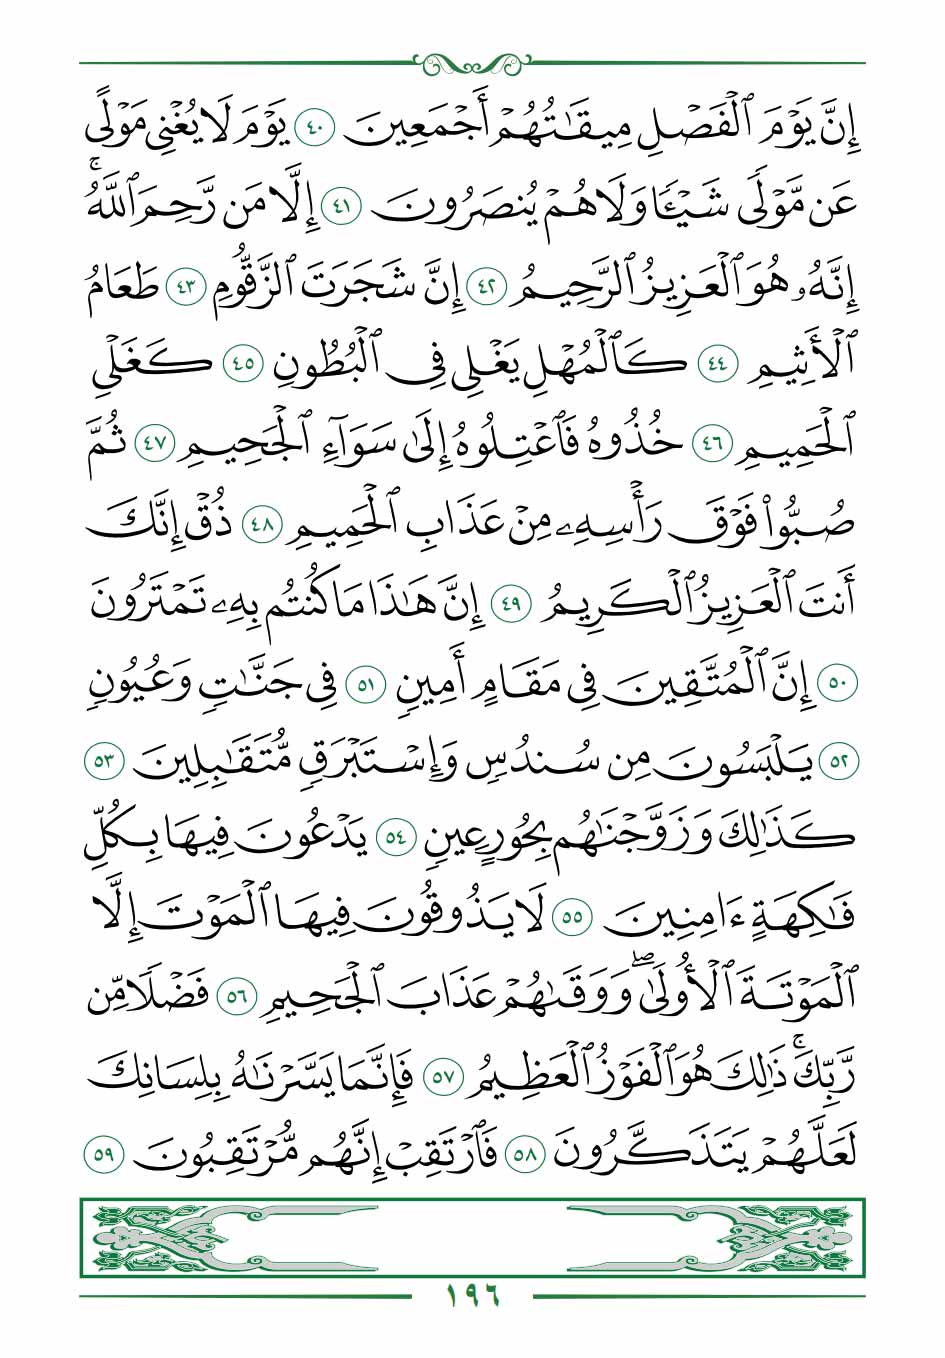 إِنَّ يَوۡمَ ٱلۡفَصۡلِ مِيقَٰتُهُمۡ أَجۡمَعِينَ ٤٠ يَوۡمَ لَا يُغۡنِي مَوۡلًى
عَن مَّوۡلٗى شَيۡـٔٗا وَلَا هُمۡ يُنصَرُونَ ٤١ إِلَّا مَن رَّحِمَ ٱللَّهُۚ
إِنَّهُۥ هُوَ ٱلۡعَزِيزُ ٱلرَّحِيمُ ٤٢ إِنَّ شَجَرَتَ ٱلزَّقُّومِ ٤٣ طَعَامُ
ٱلۡأَثِيمِ ٤٤ كَٱلۡمُهۡلِ يَغۡلِي فِي ٱلۡبُطُونِ ٤٥ كَغَلۡيِ
ٱلۡحَمِيمِ ٤٦ خُذُوهُ فَٱعۡتِلُوهُ إِلَىٰ سَوَآءِ ٱلۡجَحِيمِ ٤٧ ثُمَّ
صُبُّواْ فَوۡقَ رَأۡسِهِۦ مِنۡ عَذَابِ ٱلۡحَمِيمِ ٤٨ ذُقۡ إِنَّكَ
أَنتَ ٱلۡعَزِيزُ ٱلۡكَرِيمُ ٤٩ إِنَّ هَٰذَا مَا كُنتُم بِهِۦ تَمۡتَرُونَ
٥٠ إِنَّ ٱلۡمُتَّقِينَ فِي مَقَامٍ أَمِينٖ ٥١ فِي جَنَّٰتٖ وَعُيُونٖ
٥٢ يَلۡبَسُونَ مِن سُندُسٖ وَإِسۡتَبۡرَقٖ مُّتَقَٰبِلِينَ ٥٣
كَذَٰلِكَ وَزَوَّجۡنَٰهُم بِحُورٍ عِينٖ ٥٤ يَدۡعُونَ فِيهَا بِكُلِّ
فَٰكِهَةٍ ءَامِنِينَ ٥٥ لَا يَذُوقُونَ فِيهَا ٱلۡمَوۡتَ إِلَّا
ٱلۡمَوۡتَةَ ٱلۡأُولَىٰۖ وَوَقَىٰهُمۡ عَذَابَ ٱلۡجَحِيمِ ٥٦ فَضۡلٗا مِّن
رَّبِّكَۚ ذَٰلِكَ هُوَ ٱلۡفَوۡزُ ٱلۡعَظِيمُ ٥٧ فَإِنَّمَا يَسَّرۡنَٰهُ بِلِسَانِكَ
لَعَلَّهُمۡ يَتَذَكَّرُونَ ٥٨ فَٱرۡتَقِبۡ إِنَّهُم مُّرۡتَقِبُونَ ٥٩
١٩٦